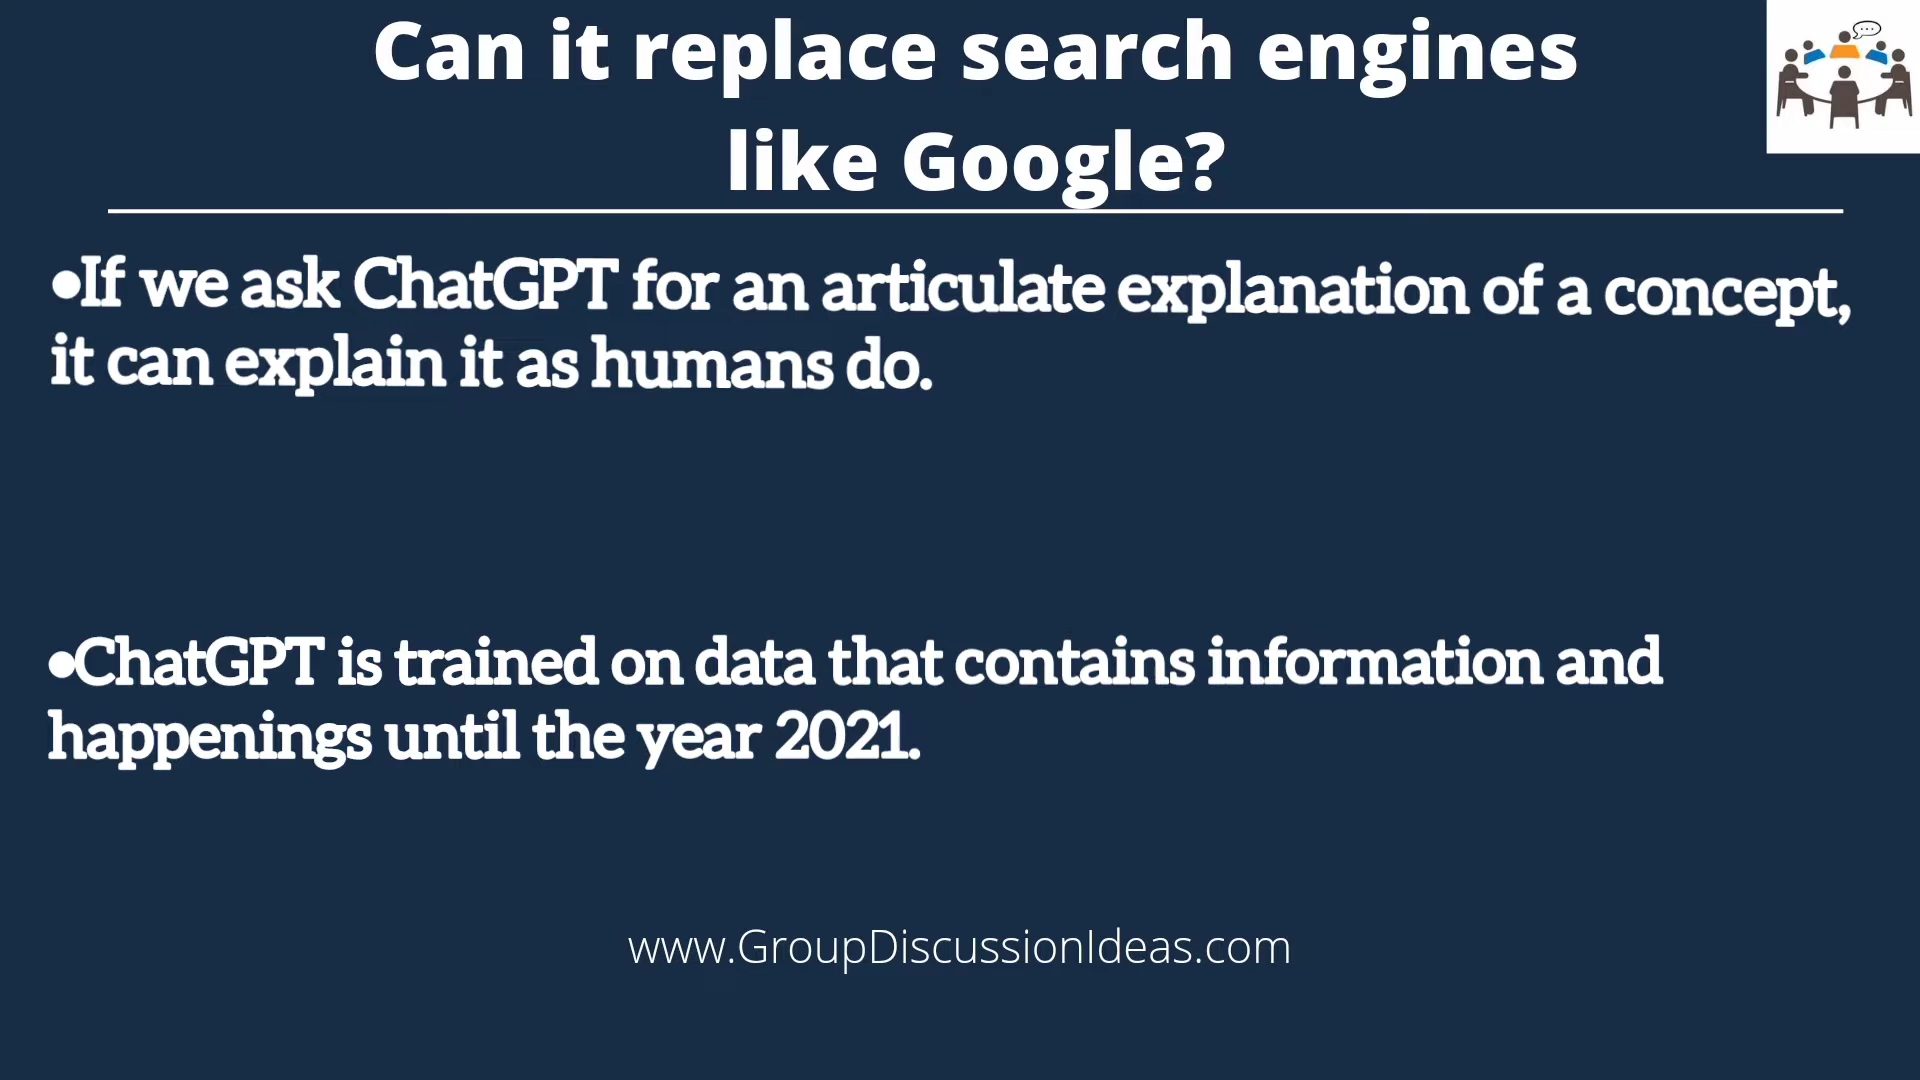 Can it replace search engines
like Google?
•If we ask ChatGPT for an articulate explanation of a concept,
it can explain it as humans do.
•ChatGPT is trained on data that contains information and
happenings until the year 2021.
www.GroupDiscussionIdeas.com